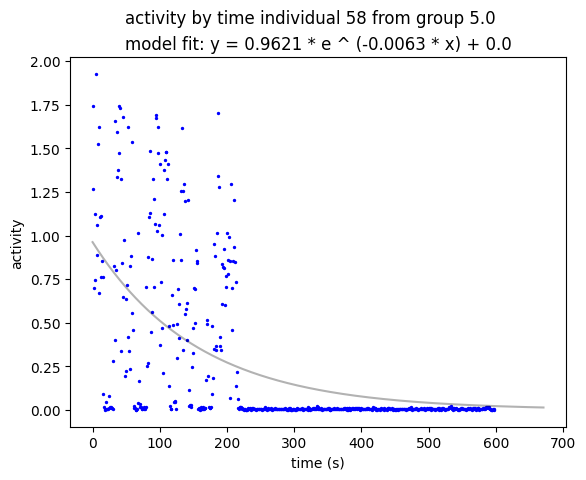 activity by time individual 58 from group 5.0
model fit: y = 0.9621 * e ^ (-0.0063 * x) + 0.0
2.00
1.75
1.50
1.25
1.00
0.75
0.50
0.25
0.00
activity
0 100 200 300 400 500 600 700
time (s)